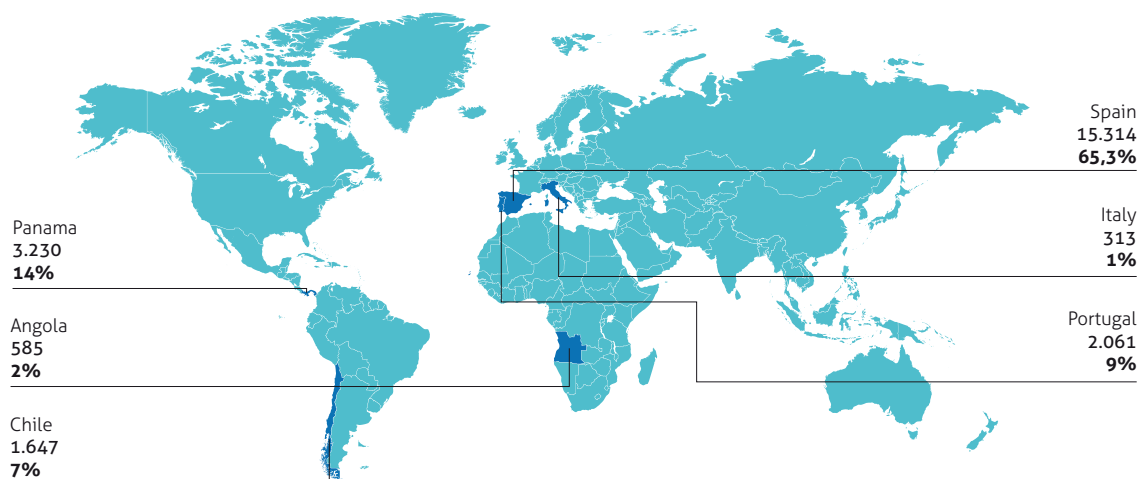 Panama
3.230
14%
Angola
585
2%
Chile
1.647
7%
Spain
15.314
65,3%
Italy
313
1%
Portugal
2.061
9%